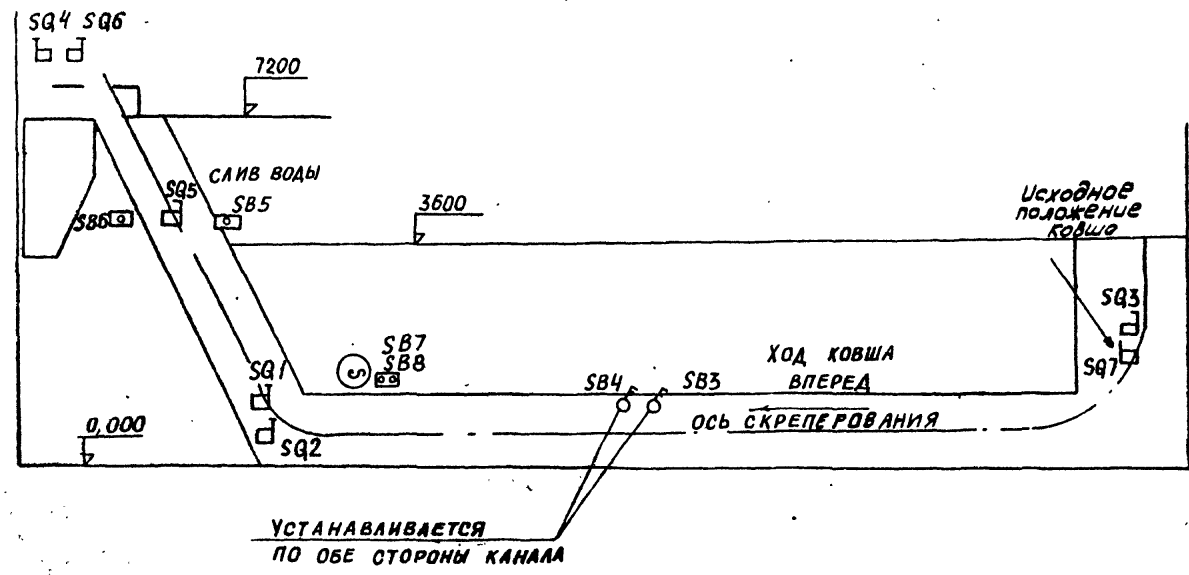 SQ4 SQ6
7200
СЛИВ ВОДЫ
SQ5
SB6
SB5
3600
Исходное
положение
ковша
SQ3
SQ7
SB7
SB8
S
SQ1
SQ2
SB4
SB3
ХОД КОВША
ВПЕРЕД
ОСЬ СКРЕПЕРОВАНИЯ
0,000
УСТАНАВЛИВАЕТСЯ
ПО ОБЕ СТОРОНЫ КАНАЛА